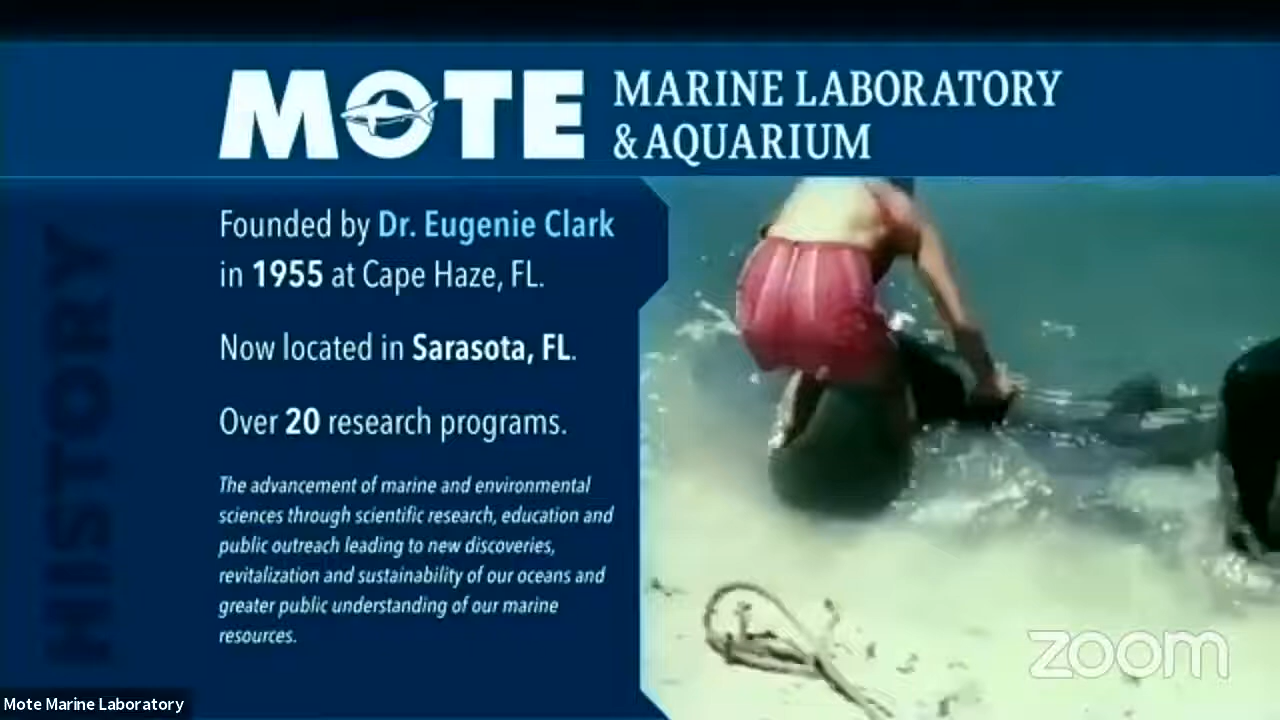 MOTE MARINE LABORATORY
& AQUARIUM
HISTORY
Founded by Dr. Eugenie Clark
in 1955 at Cape Haze, FL.
Now located in Sarasota, FL.
Over 20 research programs.
The advancement of marine and environmental
sciences through scientific research, education and
public outreach leading to new discoveries,
revitalization and sustainability of our oceans and
greater public understanding of our marine
resources.
zoom
Mote Marine Laboratory